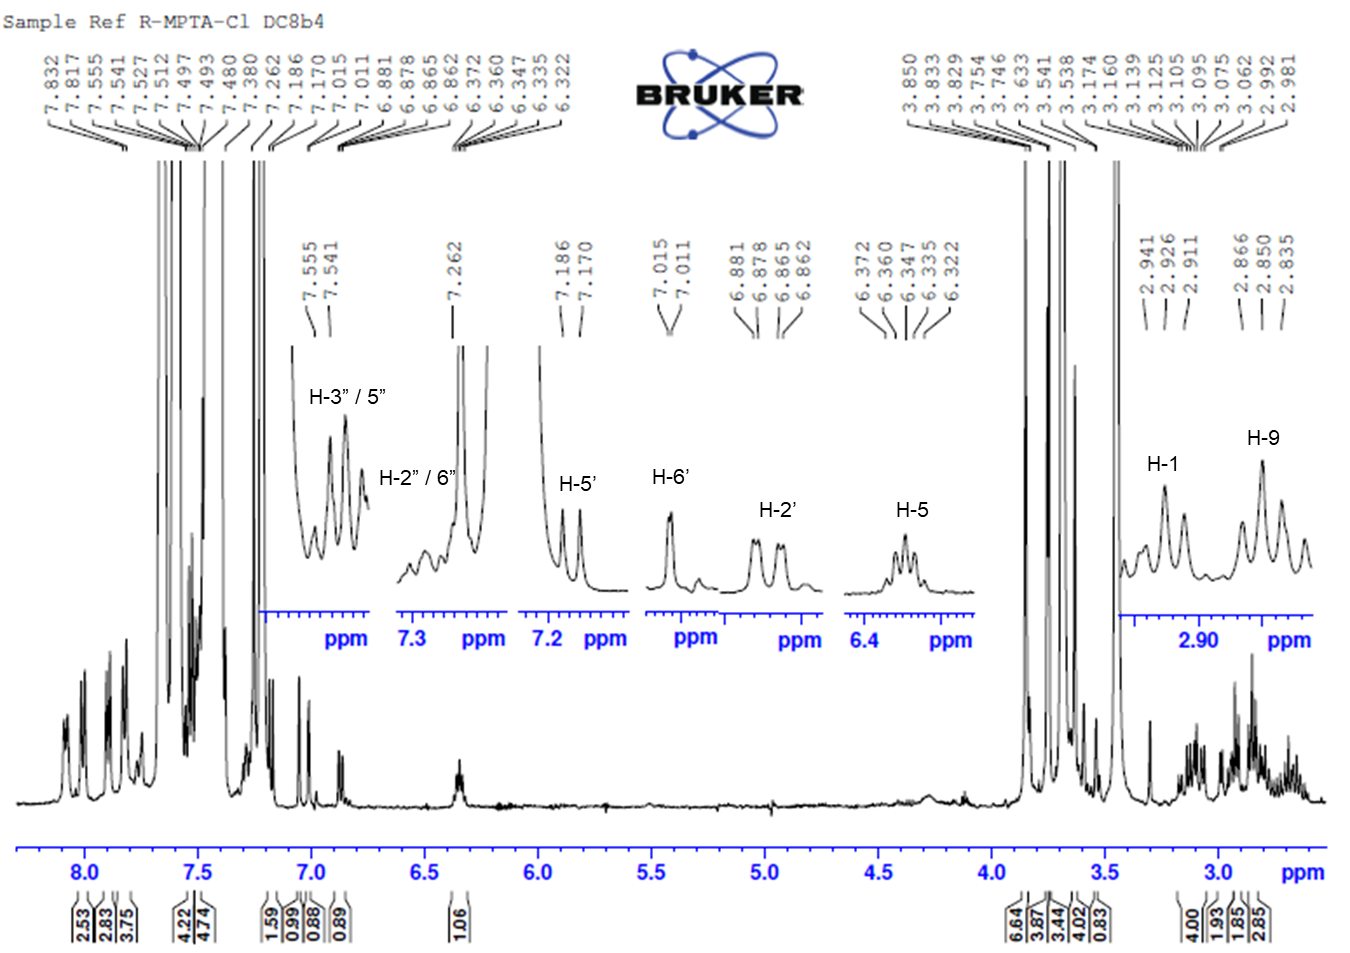 Sample Ref R-MPTA-Cl DC8b4
7.832 7.817 7.555 7.541 7.527 7.512 7.497 7.493 7.480 7.380 7.262 7.186 7.170 7.015 7.011 6.881 6.878 6.865 6.862 6.372 6.360 6.347 6.335 6.322
BRUKER
3.850 3.833 3.829 3.754 3.746 3.633 3.541 3.538 3.174 3.160 3.139 3.125 3.105 3.095 3.075 3.062 2.992 2.981
7.555 7.541 7.262 7.186 7.170 7.015 7.011 6.881 6.878 6.865 6.862 6.372 6.360 6.347 6.335 6.322 2.941 2.926 2.911 2.866 2.850 2.835
H-3” / 5”
H-2” / 6”
H-5’
H-6’
H-2’
H-5
H-1
H-9
ppm 7.3 ppm 7.2 ppm ppm ppm 6.4 ppm 2.90 ppm
8.0 7.5 7.0 6.5 6.0 5.5 5.0 4.5 4.0 3.5 3.0 ppm
2.53 2.83 3.75 4.22 4.74 1.59 0.99 0.88 0.89 1.06 6.64 3.87 3.44 4.02 0.83 4.00 1.93 1.85 2.85